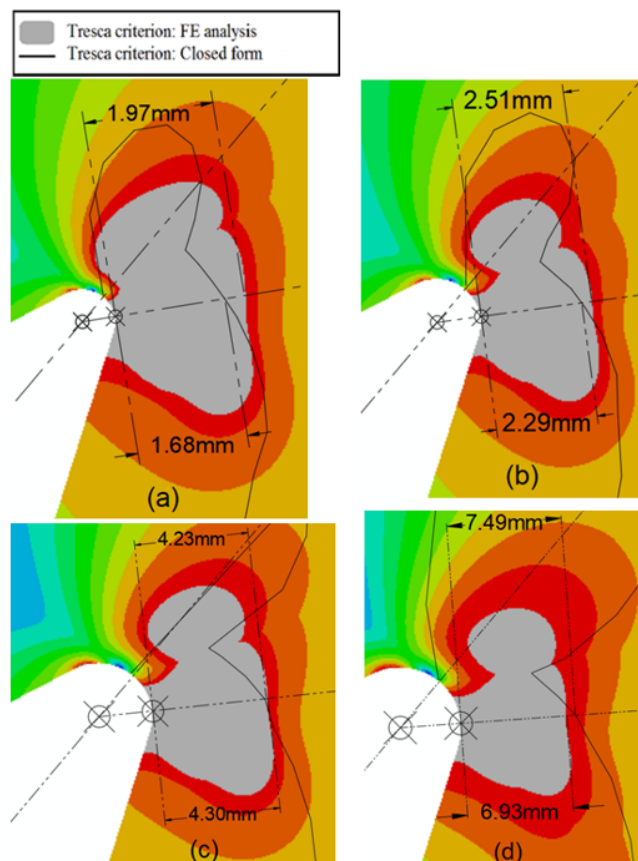 Tresca criterion: FE analysis
Tresca criterion: Closed form
1.97mm
1.68mm
(a)
2.51mm
2.29mm
(b)
4.23mm
4.30mm
(c)
7.49mm
6.93mm
(d)